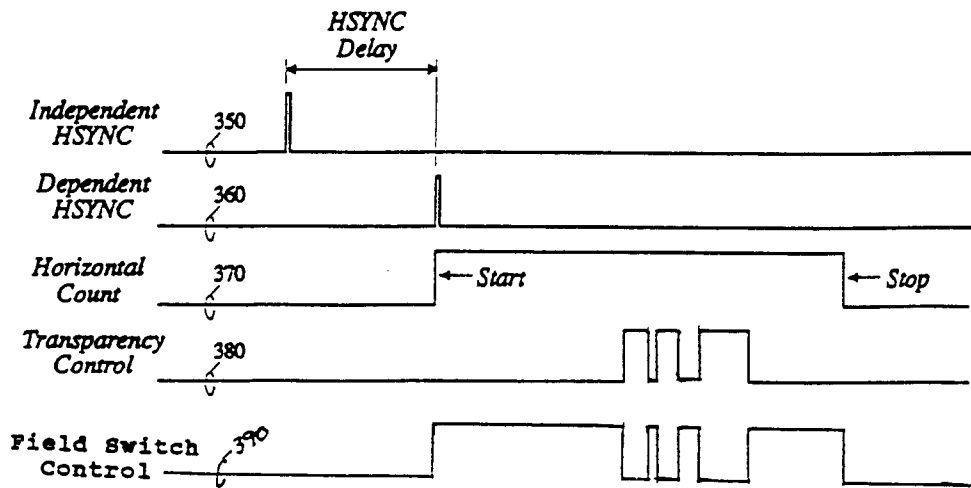 HSYNC
Delay
Independent
HSYNC
350
Dependent
HSYNC
360
Horizontal
Count
370
Start
Stop
Transparency
Control
380
Field Switch
Control
390